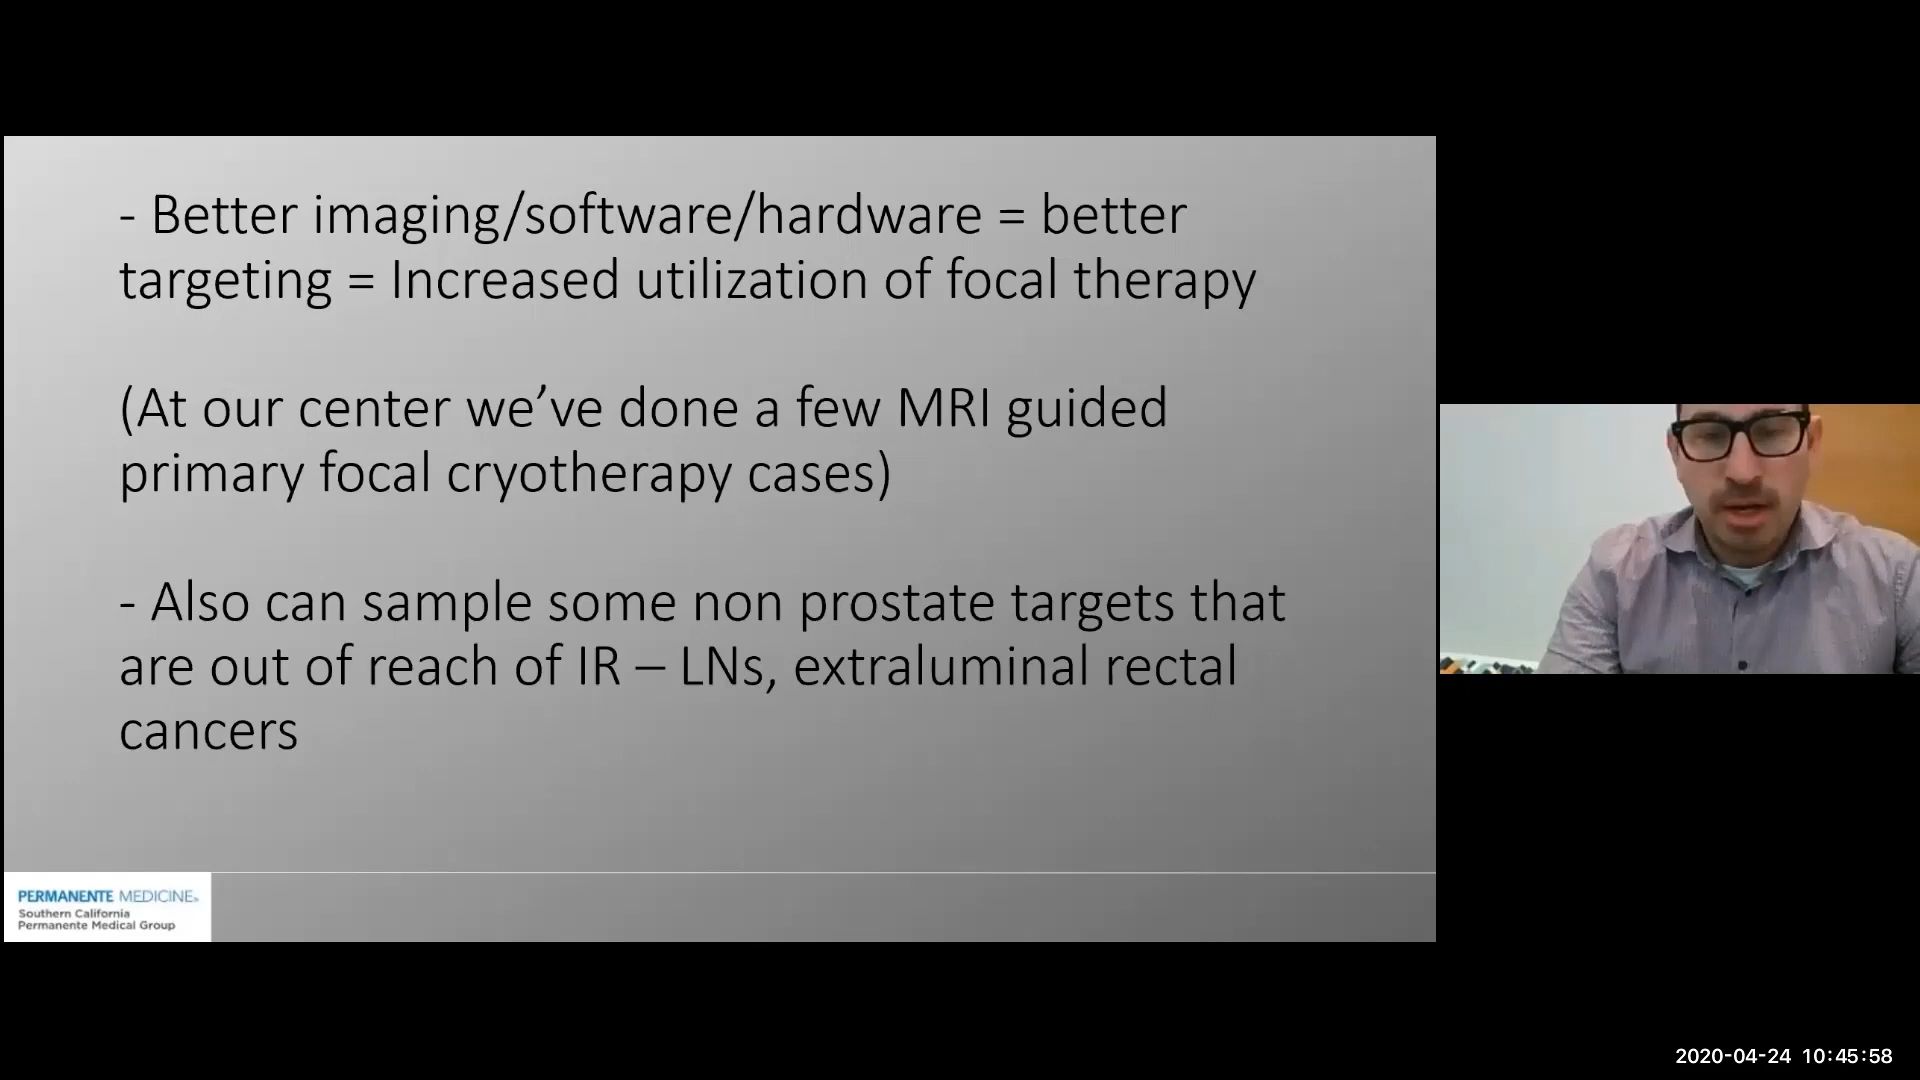 - Better imaging/software/hardware = better
targeting = Increased utilization of focal therapy
(At our center we’ve done a few MRI guided
primary focal cryotherapy cases)
- Also can sample some non prostate targets that
are out of reach of IR – LNs, extraluminal rectal
cancers
PERMANENTE MEDICINE®
Southern California
Permanente Medical Group
2020-04-24 10:45:58